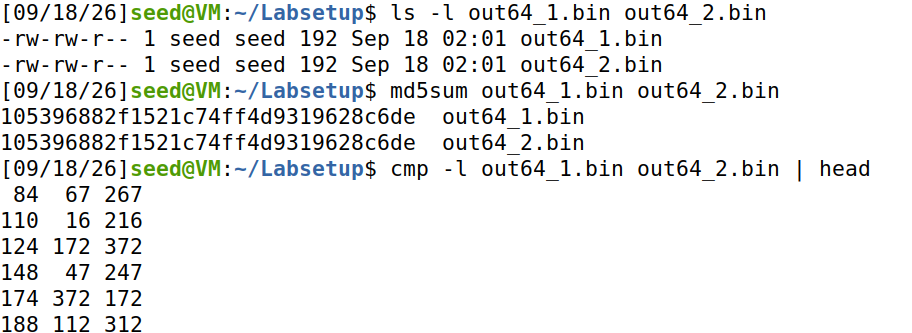 [09/18/26]seed@VM:~/Labsetup$ ls -l out64_1.bin out64_2.bin
-rw-rw-r-- 1 seed seed 192 Sep 18 02:01 out64_1.bin
-rw-rw-r-- 1 seed seed 192 Sep 18 02:01 out64_2.bin
[09/18/26]seed@VM:~/Labsetup$ md5sum out64_1.bin out64_2.bin
105396882f1521c74ff4d9319628c6de  out64_1.bin
105396882f1521c74ff4d9319628c6de  out64_2.bin
[09/18/26]seed@VM:~/Labsetup$ cmp -l out64_1.bin out64_2.bin | head
 84  67 267
110  16 216
124 172 372
148  47 247
174 372 172
188 112 312